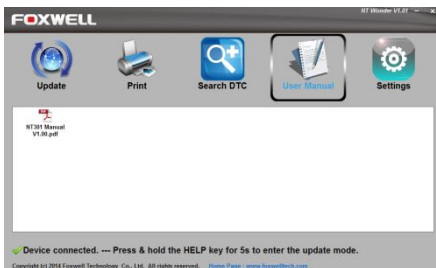 NT Wonder V1.01
FOXWELL
Update
Print
Search DTC
User Manual
Settings
NT301 Manual
V1.00.pdf
Device connected. --- Press & hold the HELP key for 5s to enter the update mode.
Copyright (c) 2014 Foxwell Technology Co., Ltd. All rights reserved. Home Page : www.foxwelltech.com